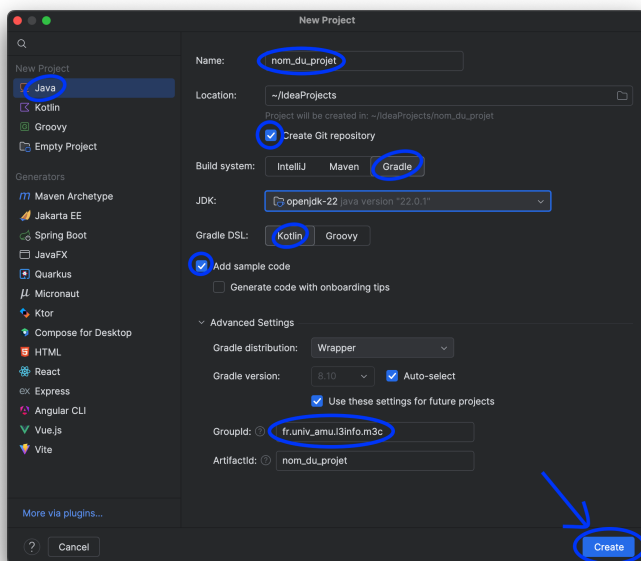 New Project
New Project
Java
Kotlin
Groovy
Empty Project
Generators
Maven Archetype
Jakarta EE
Spring Boot
JavaFX
Quarkus
μ Micronaut
Ktor
Compose for Desktop
HTML
React
ex Express
Angular CLI
Vue.js
Vite
More via plugins...
Name: nom_du_projet
Location: ~/IdeaProjects
Project will be created in: ~/IdeaProjects/nom_du_projet
Create Git repository
Build system: IntelliJ Maven Gradle
JDK: openjdk-22 java version "22.0.1"
Gradle DSL: Kotlin Groovy
Add sample code
Generate code with onboarding tips
Advanced Settings
Gradle distribution: Wrapper
Gradle version: 8.10 Auto-select
Use these settings for future projects
GroupId: ? fr.univ_amu.l3info.m3c
ArtifactId: ? nom_du_projet
? Cancel Create